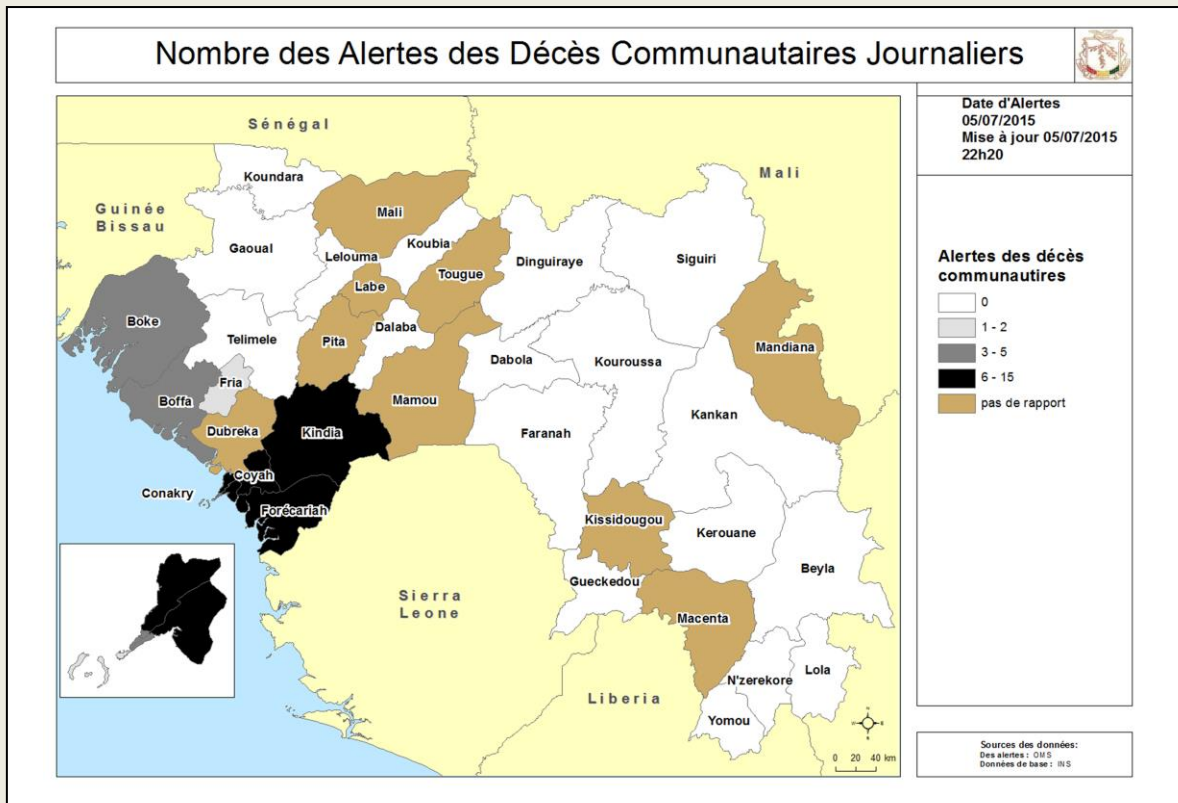 Nombre des Alertes des Décès Communautaires Journaliers
Date d'Alertes
05/07/2015
Mise à jour 05/07/2015
22h20
Sénégal
Mali
Guinée
Bissau
Koundara
Mali
Gaoual
Lelouma
Koubia
Dinguiraye
Siguiri
Labe
Tougue
Boke
Telimele
Pita
Dalaba
Dabola
Kouroussa
Mandiana
Fria
Boffa
Mamou
Kankan
Dubreka
Kindia
Faranah
Coyah
Conakry
Forécariah
Kissidougou
Kerouane
Beyla
Gueckedou
Sierra
Leone
Macenta
Lola
N'zerekore
Liberia
Yomou
0 20 40 km
Alertes des décès
communautires
0
1 - 2
3 - 5
6 - 15
pas de rapport
Sources des données:
Des alertes : OMS
Données de base : INS